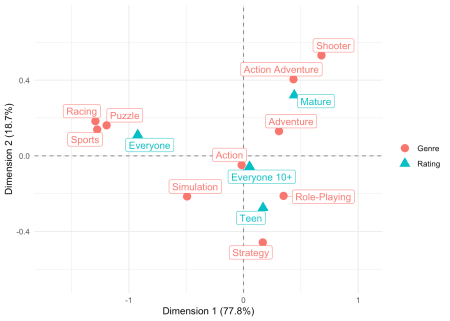 Shooter
Action Adventure
Mature
Racing
Puzzle
Adventure
Sports
Everyone
Action
Everyone 10+
Simulation
Role-Playing
Teen
Strategy
0.4
0.0
-0.4
-1
0
1
Dimension 1 (77.8%)
Dimension 2 (18.7%)
Genre
Rating